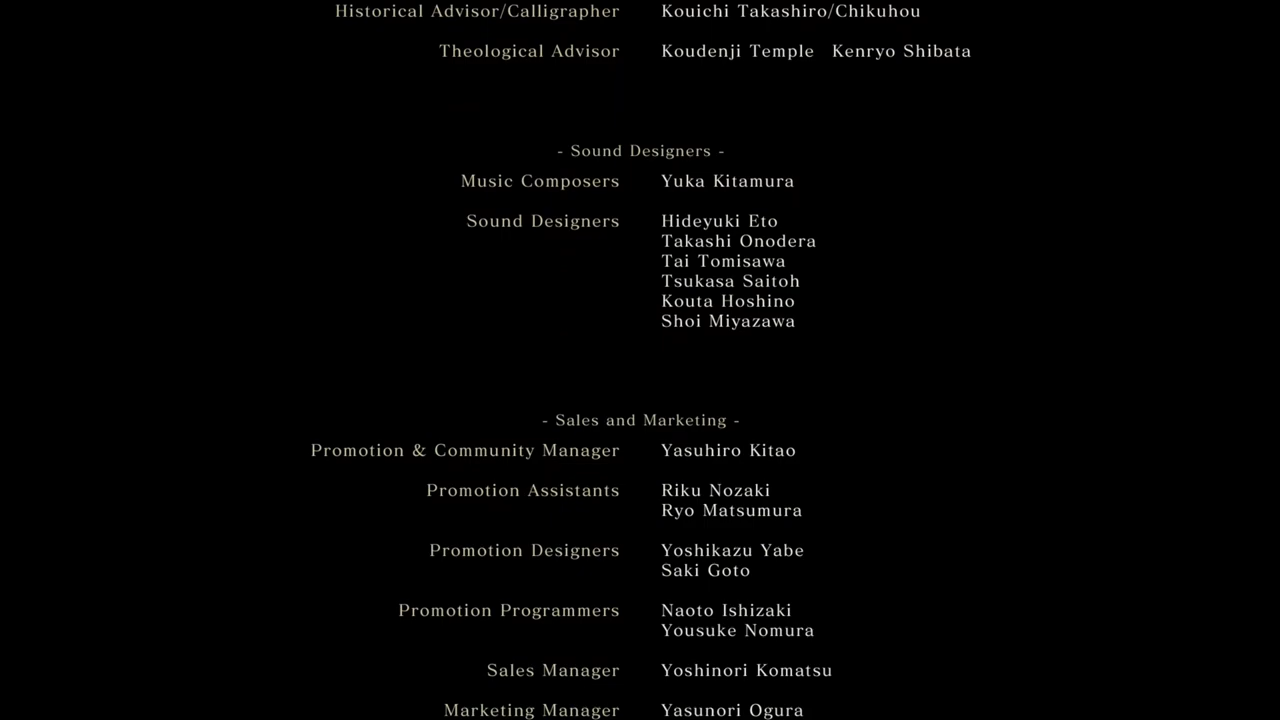 Historical Advisor/Calligrapher Kouichi Takashiro/Chikuhou
Theological Advisor Koudenji Temple Kenryo Shibata
- Sound Designers -
Music Composers Yuka Kitamura
Sound Designers Hideyuki Eto
Takashi Onodera
Tai Tomisawa
Tsukasa Saitoh
Kouta Hoshino
Shoi Miyazawa
- Sales and Marketing -
Promotion & Community Manager Yasuhiro Kitao
Promotion Assistants Riku Nozaki
Ryo Matsumura
Promotion Designers Yoshikazu Yabe
Saki Goto
Promotion Programmers Naoto Ishizaki
Yousuke Nomura
Sales Manager Yoshinori Komatsu
Marketing Manager Yasunori Ogura